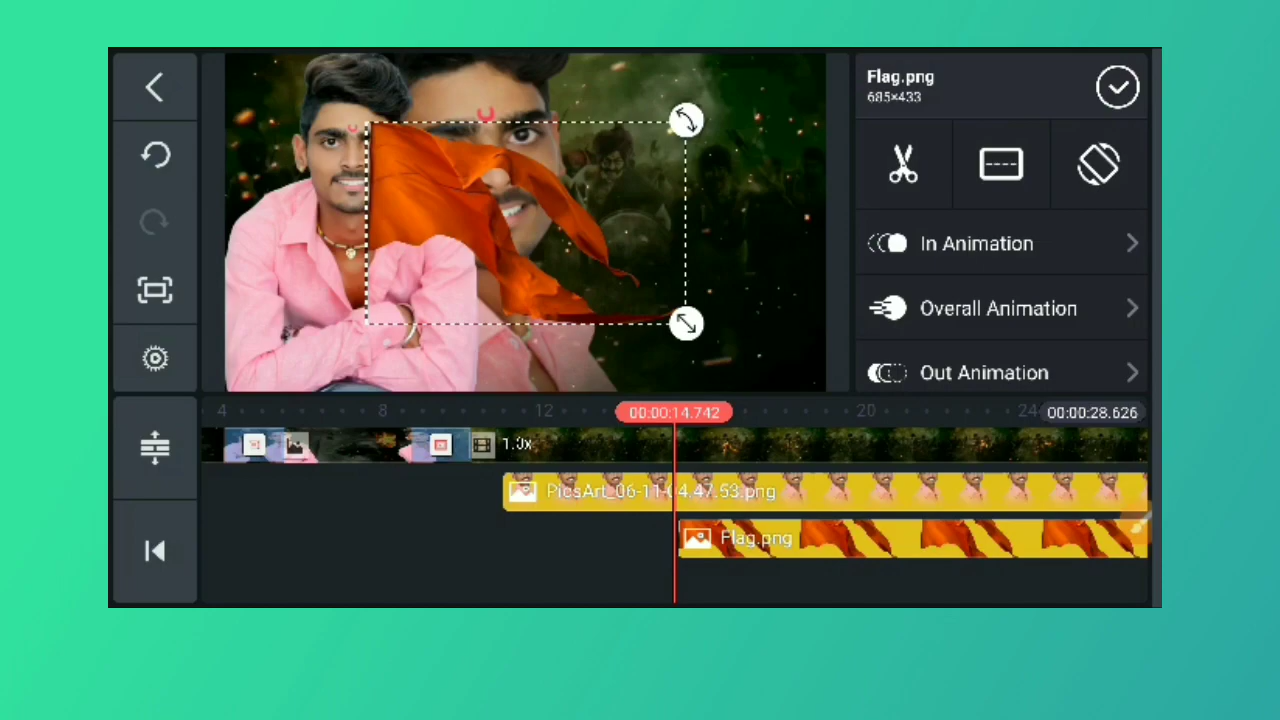 Flag.png
685×433
In Animation
Overall Animation
Out Animation
4 8 12 00:00:14.742 20 24 00:00:28.626
1.0x
PicsArt_06-11-04.47.53.png
Flag.png